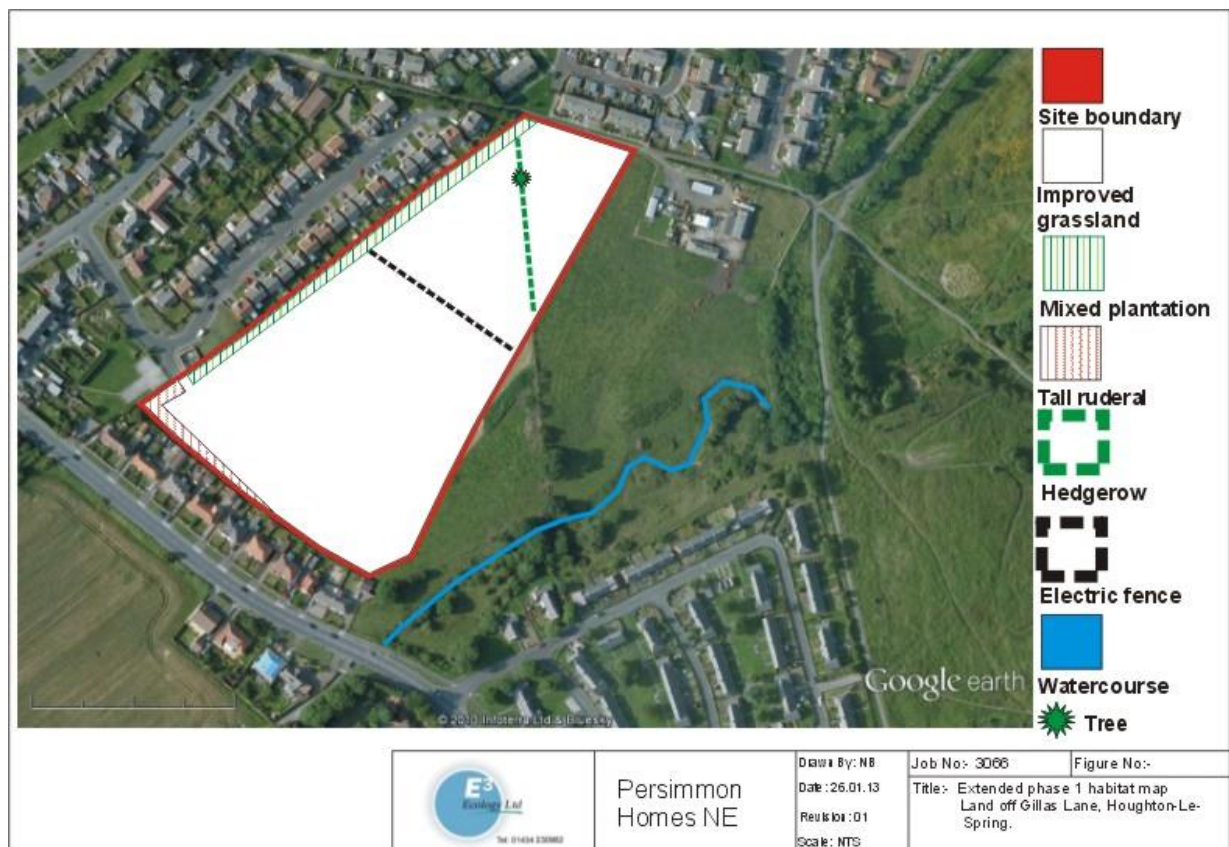 Site boundary
Improved
grassland
Mixed plantation
Tall ruderal
Hedgerow
Electric fence
Watercourse
Tree
Google earth
© 2013 Infoterra Ltd & Bluesky
E3
Ecology Ltd
Persimmon
Homes NE
Drawn By: NB
Date: 26.01.13
Revision: 01
Scale: NTS
Job No:- 3066
Figure No:-
Title:- Extended phase 1 habitat map
Land off Gillas Lane, Houghton-Le-
Spring.